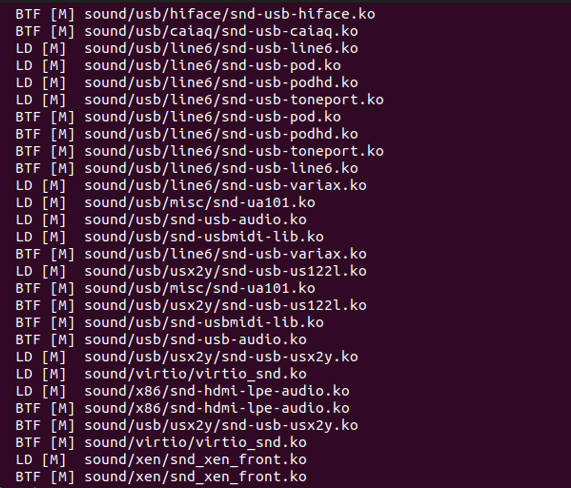 BTF [M] sound/usb/hiface/snd-usb-hiface.ko
BTF [M] sound/usb/caiaq/snd-usb-caiaq.ko
LD [M]  sound/usb/line6/snd-usb-line6.ko
LD [M]  sound/usb/line6/snd-usb-pod.ko
LD [M]  sound/usb/line6/snd-usb-podhd.ko
LD [M]  sound/usb/line6/snd-usb-toneport.ko
BTF [M] sound/usb/line6/snd-usb-pod.ko
BTF [M] sound/usb/line6/snd-usb-podhd.ko
BTF [M] sound/usb/line6/snd-usb-toneport.ko
BTF [M] sound/usb/line6/snd-usb-line6.ko
LD [M]  sound/usb/line6/snd-usb-variax.ko
LD [M]  sound/usb/misc/snd-ua101.ko
LD [M]  sound/usb/snd-usb-audio.ko
LD [M]  sound/usb/snd-usbmidi-lib.ko
BTF [M] sound/usb/line6/snd-usb-variax.ko
LD [M]  sound/usb/usx2y/snd-usb-us122l.ko
BTF [M] sound/usb/misc/snd-ua101.ko
BTF [M] sound/usb/usx2y/snd-usb-us122l.ko
BTF [M] sound/usb/snd-usbmidi-lib.ko
BTF [M] sound/usb/snd-usb-audio.ko
LD [M]  sound/usb/usx2y/snd-usb-usx2y.ko
LD [M]  sound/virtio/virtio_snd.ko
LD [M]  sound/x86/snd-hdmi-lpe-audio.ko
BTF [M] sound/x86/snd-hdmi-lpe-audio.ko
BTF [M] sound/usb/usx2y/snd-usb-usx2y.ko
BTF [M] sound/virtio/virtio_snd.ko
LD [M]  sound/xen/snd_xen_front.ko
BTF [M] sound/xen/snd_xen_front.ko